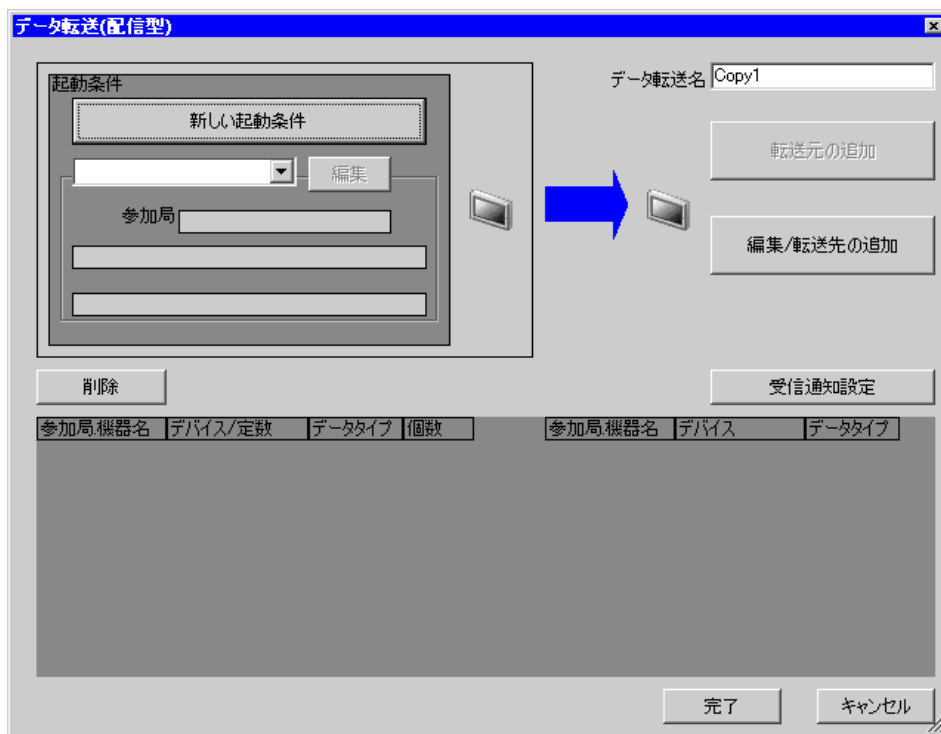 データ転送(配信型)
起動条件
データ転送名 Copy1
新しい起動条件
転送元の追加
編集
参加局
編集/転送先の追加
削除
受信通知設定
参加局.機器名 デバイス/定数 データタイプ 個数 参加局.機器名 デバイス データタイプ
完了 キャンセル